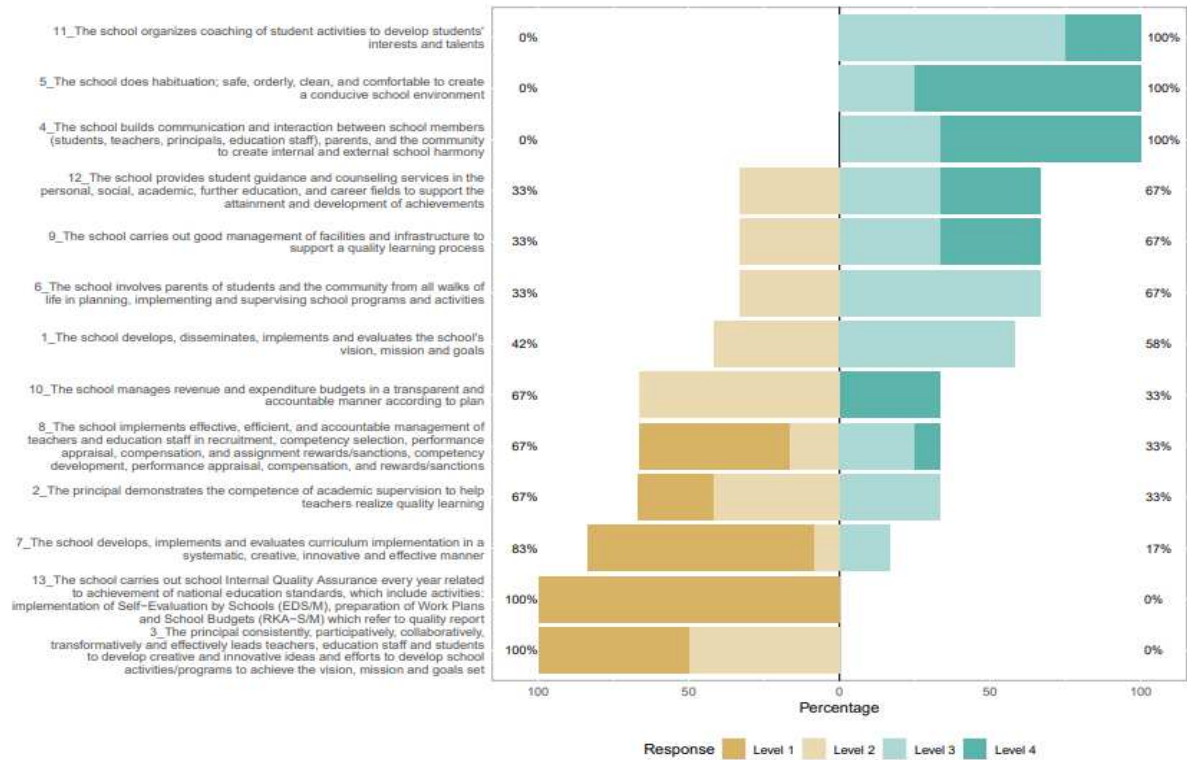 11_The school organizes coaching of student activities to develop students'
interests and talents
0%
100%
5_The school does habituation; safe, orderly, clean, and comfortable to create
a conducive school environment
0%
100%
4_The school builds communication and interaction between school members
(students, teachers, principals, education staff), parents, and the community
to create internal and external school harmony
0%
100%
12_The school provides student guidance and counseling services in the
personal, social, academic, further education, and career fields to support the
attainment and development of achievements
33%
67%
9_The school carries out good management of facilities and infrastructure to
support a quality learning process
33%
67%
6_The school involves parents of students and the community from all walks of
life in planning, implementing and supervising school programs and activities
33%
67%
1_The school develops, disseminates, implements and evaluates the school's
vision, mission and goals
42%
58%
10_The school manages revenue and expenditure budgets in a transparent and
accountable manner according to plan
67%
33%
8_The school implements effective, efficient, and accountable management of
teachers and education staff in recruitment, competency selection, performance
appraisal, compensation, and assignment rewards/sanctions, competency
development, performance appraisal, compensation, and rewards/sanctions
67%
33%
2_The principal demonstrates the competence of academic supervision to help
teachers realize quality learning
67%
33%
7_The school develops, implements and evaluates curriculum implementation in a
systematic, creative, innovative and effective manner
83%
17%
13_The school carries out school Internal Quality Assurance every year related
to achievement of national education standards, which include activities:
implementation of Self−Evaluation by Schools (EDS/M), preparation of Work Plans
and School Budgets (RKA−S/M) which refer to quality report
100%
0%
3_The principal consistently, participatively, collaboratively,
transformatively and effectively leads teachers, education staff and students
to develop creative and innovative ideas and efforts to develop school
activities/programs to achieve the vision, mission and goals set
100%
0%
100 50 0 50 100
Percentage
Response Level 1 Level 2 Level 3 Level 4